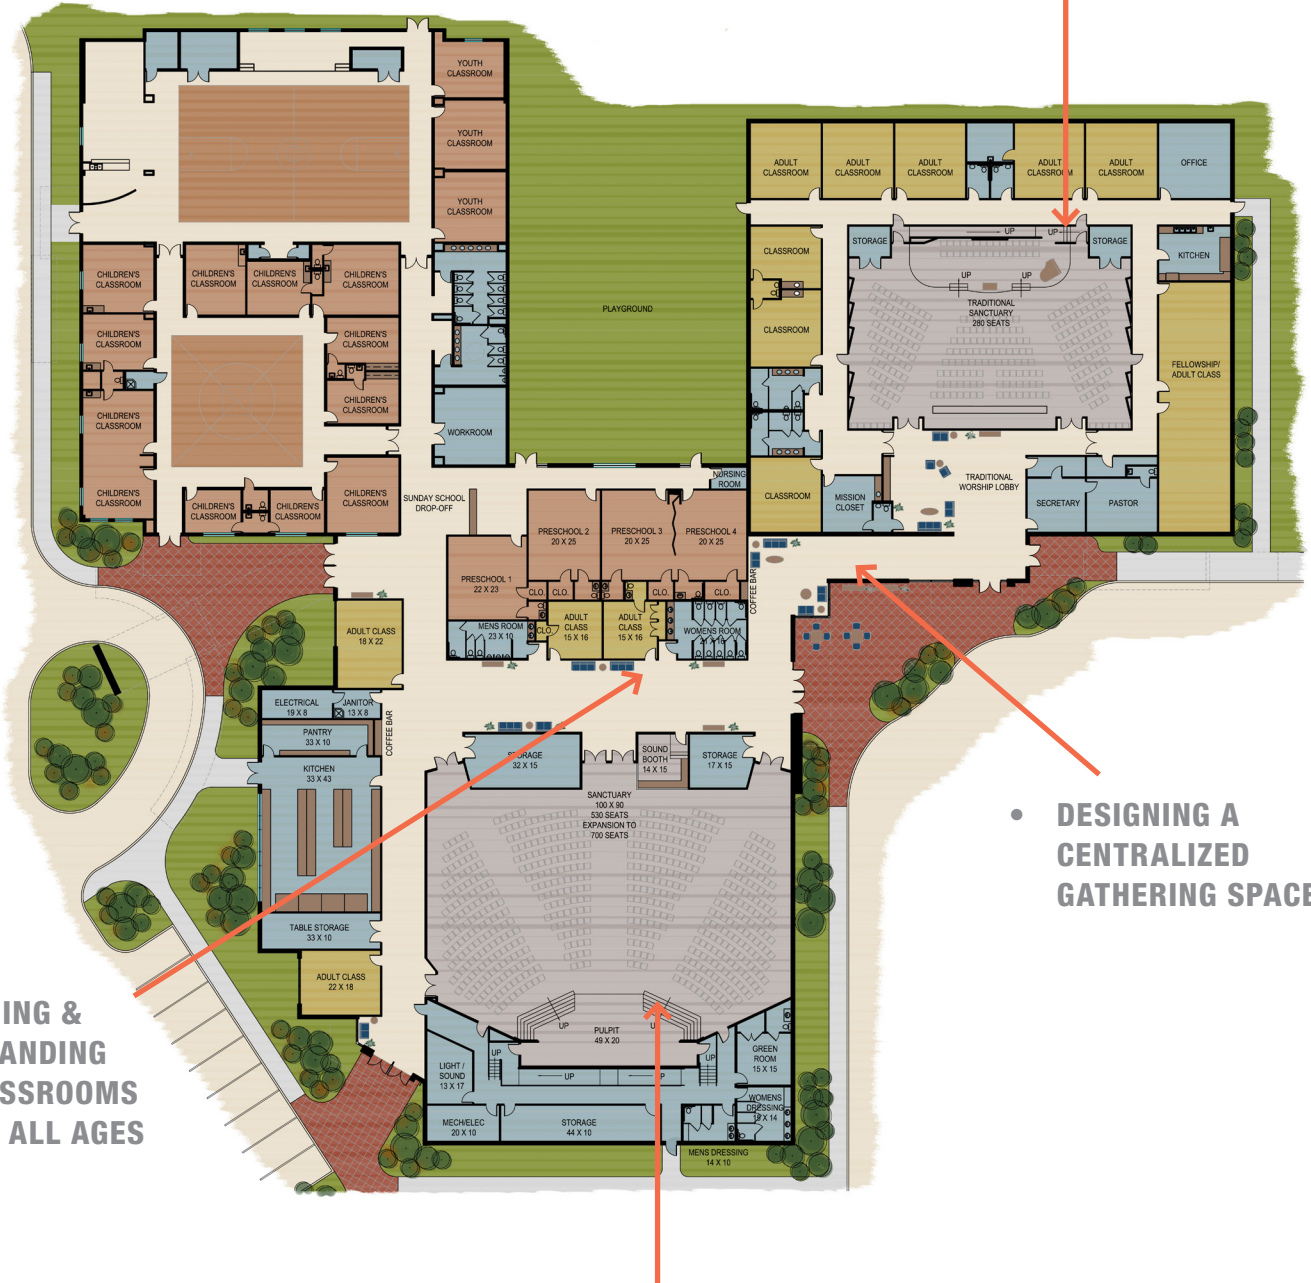 YOUTH
CLASSROOM
YOUTH
CLASSROOM
YOUTH
CLASSROOM
ADULT
CLASSROOM
ADULT
CLASSROOM
ADULT
CLASSROOM
ADULT
CLASSROOM
ADULT
CLASSROOM
OFFICE
STORAGE
UP
UP
STORAGE
KITCHEN
CLASSROOM
UP
UP
TRADITIONAL
SANCTUARY
280 SEATS
CLASSROOM
FELLOWSHIP/
ADULT CLASS
CHILDREN'S
CLASSROOM
CHILDREN'S
CLASSROOM
CHILDREN'S
CLASSROOM
CHILDREN'S
CLASSROOM
PLAYGROUND
CHILDREN'S
CLASSROOM
CHILDREN'S
CLASSROOM
CHILDREN'S
CLASSROOM
CHILDREN'S
CLASSROOM
WORKROOM
CHILDREN'S
CLASSROOM
CHILDREN'S
CLASSROOM
CHILDREN'S
CLASSROOM
CHILDREN'S
CLASSROOM
SUNDAY SCHOOL
DROP-OFF
NURSING
ROOM
CLASSROOM
MISSION
CLOSET
TRADITIONAL
WORSHIP LOBBY
SECRETARY
PASTOR
PRESCHOOL 2
20 X 25
PRESCHOOL 3
20 X 25
PRESCHOOL 4
20 X 25
PRESCHOOL 1
22 X 23
CLO.
CLO.
CLO.
CLO.
COFFEE BAR
MENS ROOM
23 X 10
CLO.
ADULT
CLASS
15 X 16
ADULT
CLASS
15 X 16
WOMENS ROOM
21 X 16
ADULT CLASS
18 X 22
ELECTRICAL
19 X 8
JANITOR
13 X 8
COFFEE BAR
PANTRY
33 X 10
KITCHEN
33 X 43
STORAGE
32 X 15
SOUND
BOOTH
14 X 15
STORAGE
17 X 15
SANCTUARY
100 X 90
530 SEATS
EXPANSION TO
700 SEATS
• DESIGNING A
CENTRALIZED
GATHERING SPACE
TABLE STORAGE
33 X 10
ADULT CLASS
22 X 18
ING &
ANDING
SSROOMS
ALL AGES
UP
PULPIT
49 X 20
UP
LIGHT /
SOUND
13 X 17
UP
UP
UP
GREEN
ROOM
15 X 15
WOMENS
DRESSING
19 X 14
MECH/ELEC
20 X 10
STORAGE
44 X 10
MENS DRESSING
14 X 10